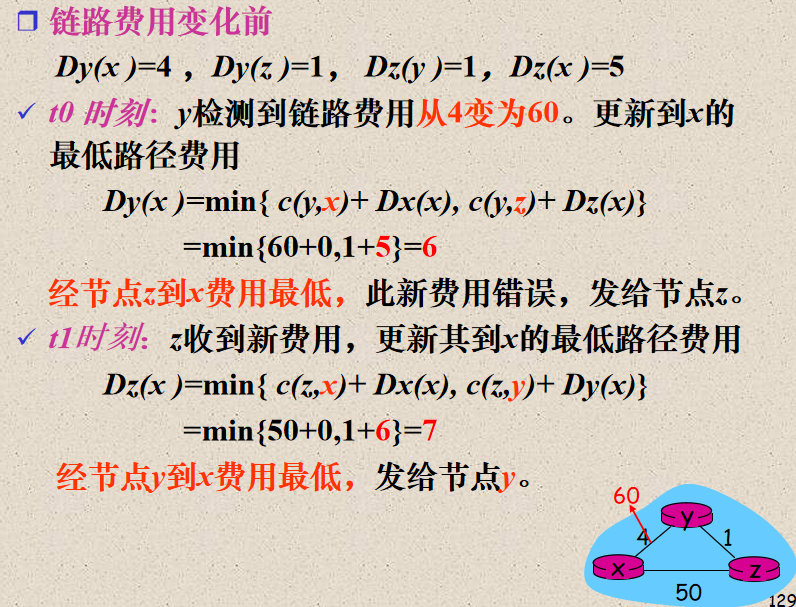 链路费用变化前
Dy(x )=4 ，Dy(z )=1， Dz(y )=1，Dz(x )=5
✓ t0 时刻：y检测到链路费用从4变为60。更新到x的
最低路径费用
Dy(x )=min{ c(y,x)+ Dx(x), c(y,z)+ Dz(x)}
=min{60+0,1+5}=6
经节点z到x费用最低，此新费用错误，发给节点z。
✓ t1时刻：z收到新费用，更新其到x的最低路径费用
Dz(x )=min{ c(z,x)+ Dx(x), c(z,y)+ Dy(x)}
=min{50+0,1+6}=7
经节点y到x费用最低，发给节点y。
60
y
4
1
x
z
50
129